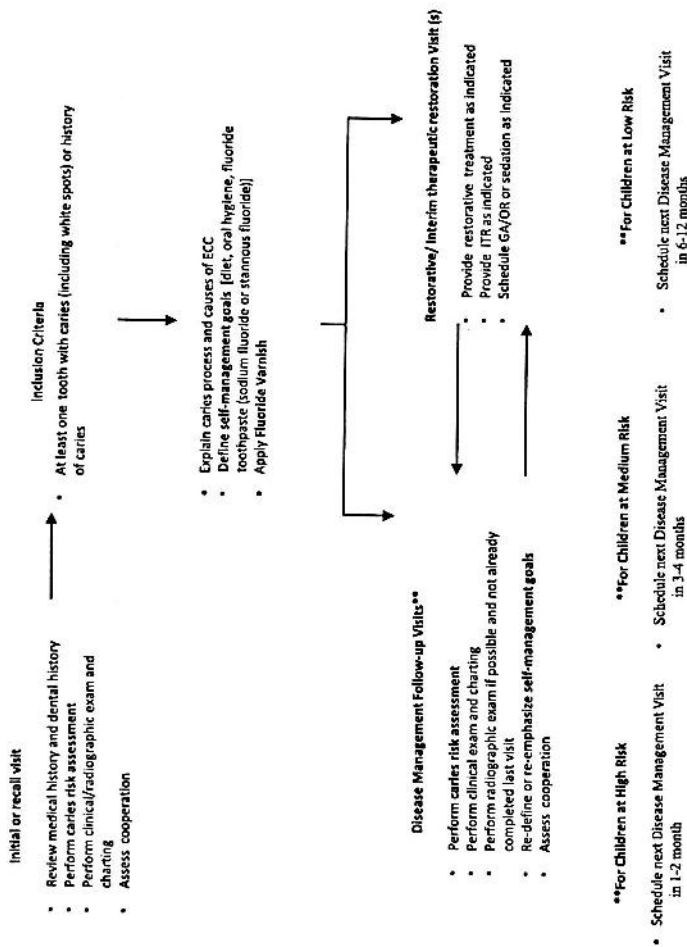 Initial or recall visit
• Review medical history and dental history
• Perform caries risk assessment
• Perform clinical/radiographic exam and
charting
• Assess cooperation
Inclusion Criteria
• At least one tooth with caries (including white spots) or history
of caries
• Explain caries process and causes of ECC
• Define self-management goals [diet, oral hygiene, fluoride
toothpaste (sodium fluoride or stannous fluoride)]
• Apply Fluoride Varnish
Disease Management Follow-up Visits**
• Perform caries risk assessment
• Perform clinical exam and charting
• Perform radiographic exam if possible and not already
completed last visit
• Re-define or re-emphasize self-management goals
• Assess cooperation
Restorative/ Interim therapeutic restoration Visit (s)
• Provide restorative treatment as indicated
• Provide ITR as indicated
• Schedule GA/OR or sedation as indicated
**For Children at High Risk
• Schedule next Disease Management Visit
in 1-2 month
**For Children at Medium Risk
• Schedule next Disease Management Visit
in 3-4 months
**For Children at Low Risk
• Schedule next Disease Management Visit
in 6-12 months